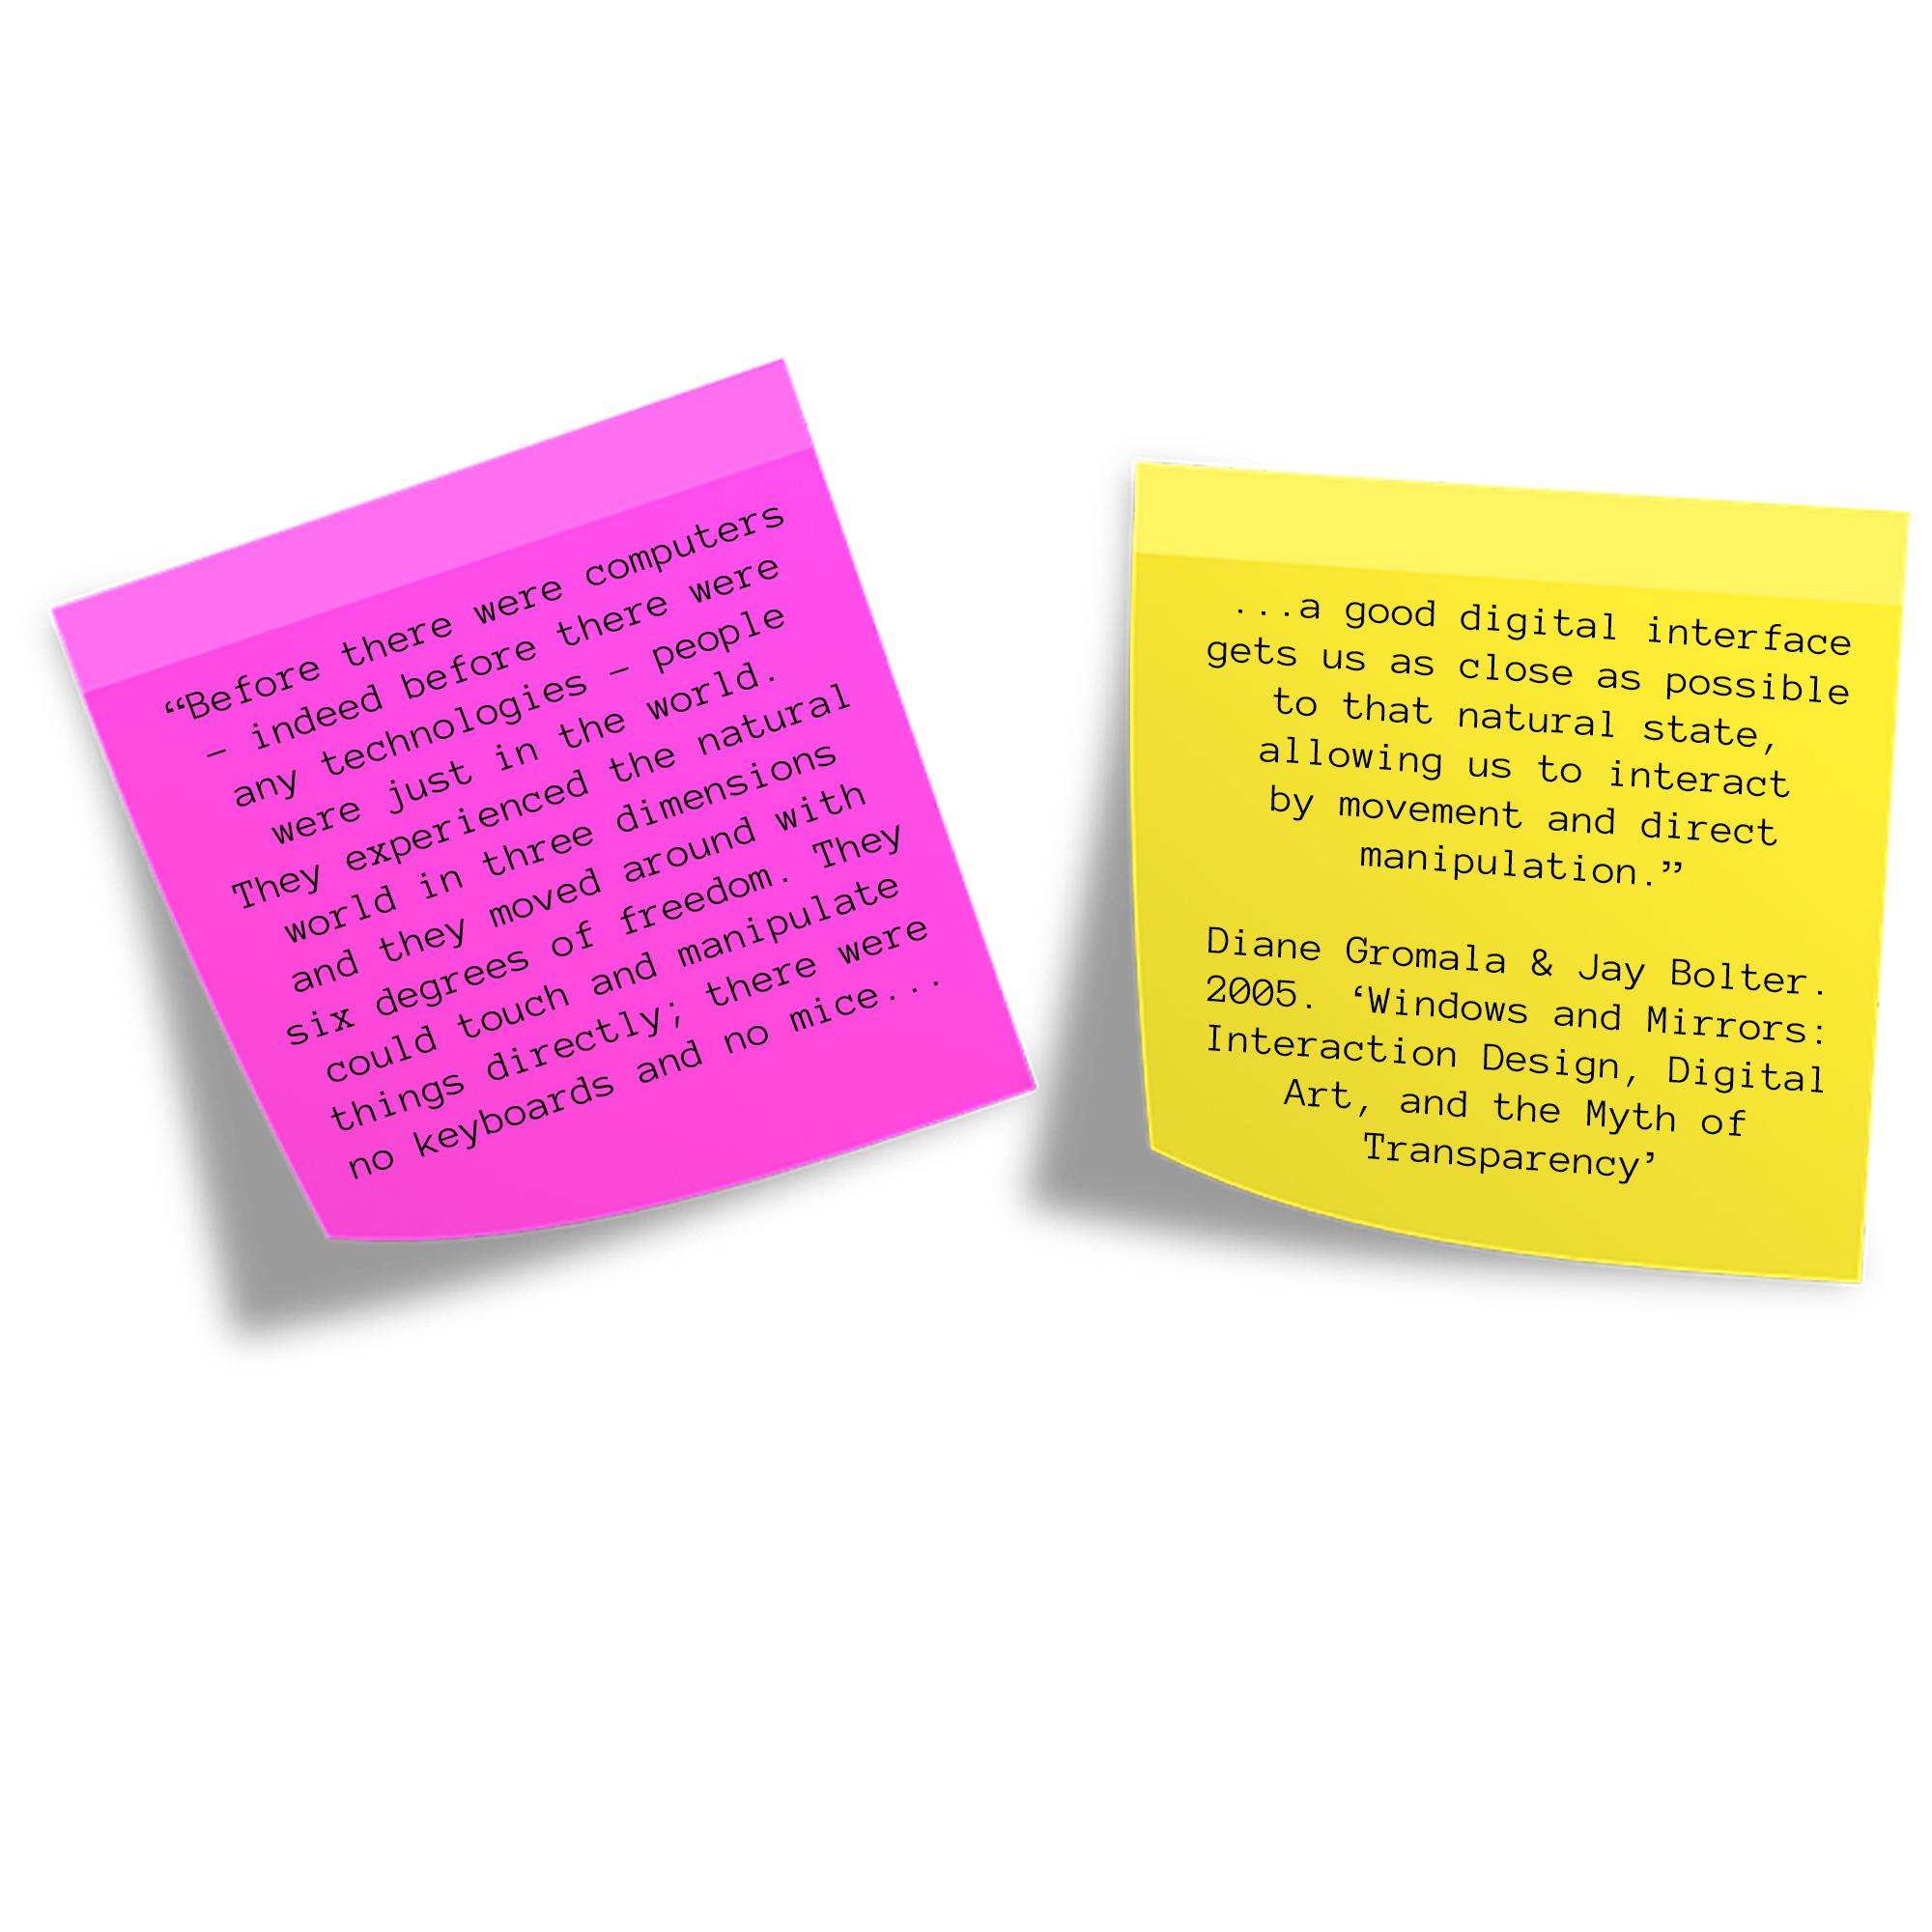 “Before there were computers
– indeed before there were
any technologies – people
were just in the world.
They experienced the natural
world in three dimensions
and they moved around with
six degrees of freedom. They
could touch and manipulate
things directly; there were
no keyboards and no mice...
...a good digital interface
gets us as close as possible
to that natural state,
allowing us to interact
by movement and direct
manipulation.”
Diane Gromala & Jay Bolter.
2005. ‘Windows and Mirrors:
Interaction Design, Digital
Art, and the Myth of
Transparency’